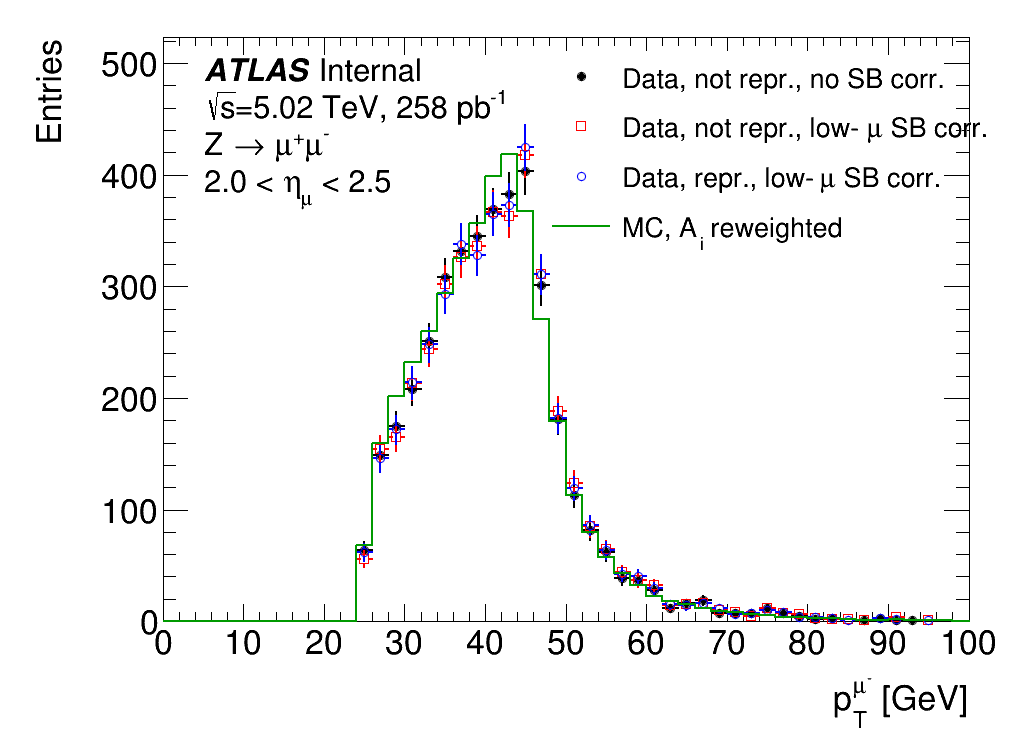 Entries
500
400
300
200
100
0
ATLAS Internal
√s=5.02 TeV, 258 pb⁻¹
Z → μ⁺μ⁻
2.0 < η_μ < 2.5
Data, not repr., no SB corr.
Data, not repr., low- μ SB corr.
Data, repr., low- μ SB corr.
MC, A_i reweighted
0 10 20 30 40 50 60 70 80 90 100
p_T^μ⁻ [GeV]